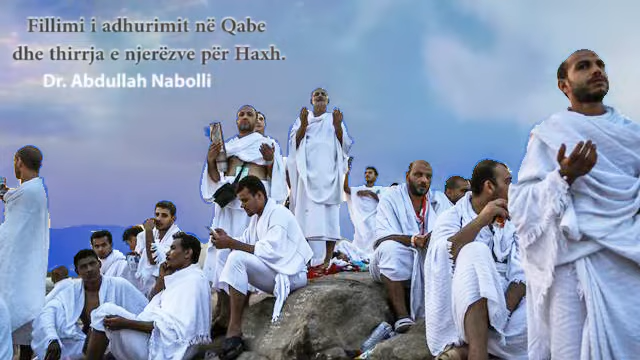 Fillimi i adhurimit në Qabe
dhe thirrja e njerëzve për Haxh.
Dr. Abdullah Nabolli